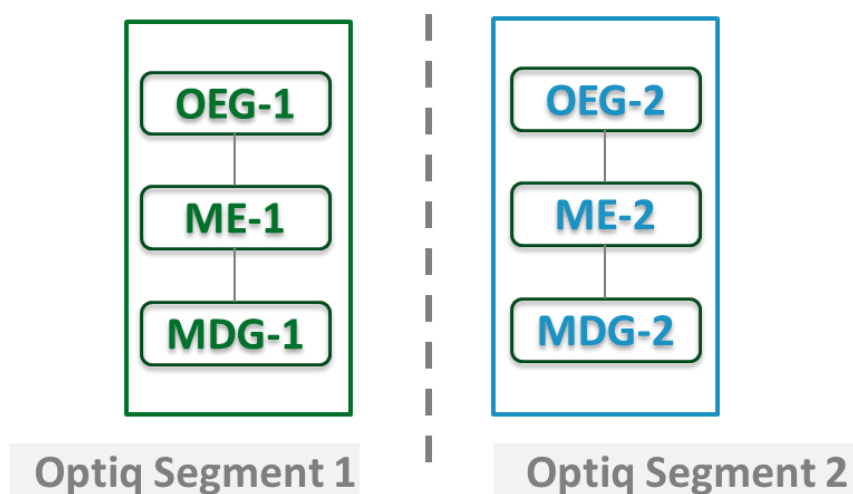 OEG-1
ME-1
MDG-1
Optiq Segment 1
OEG-2
ME-2
MDG-2
Optiq Segment 2